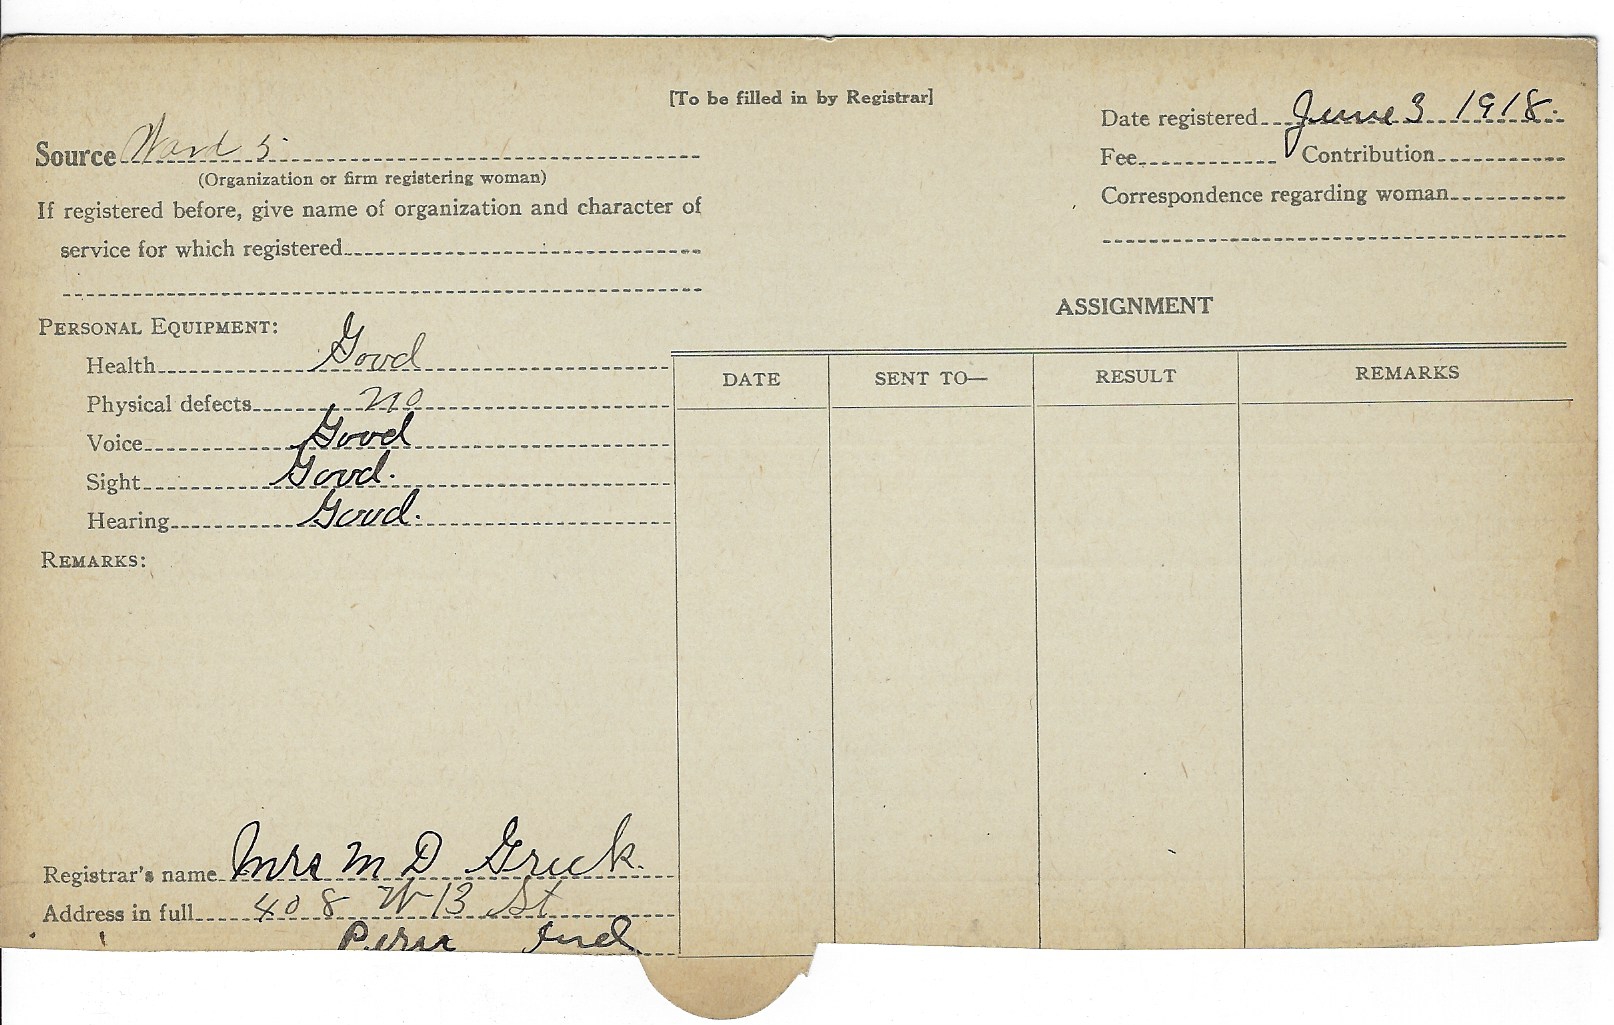 [To be filled in by Registrar]
Source Ward 5.
(Organization or firm registering woman)
If registered before, give name of organization and character of
service for which registered
Date registered June 3 1918.
Fee Contribution
Correspondence regarding woman
PERSONAL EQUIPMENT:
Health Good
Physical defects no
Voice Good
Sight Good.
Hearing Good.
REMARKS:
ASSIGNMENT
DATE SENT TO— RESULT REMARKS
Registrar's name Mrs M D
Address in full 408 W 13 St
Peru Ind